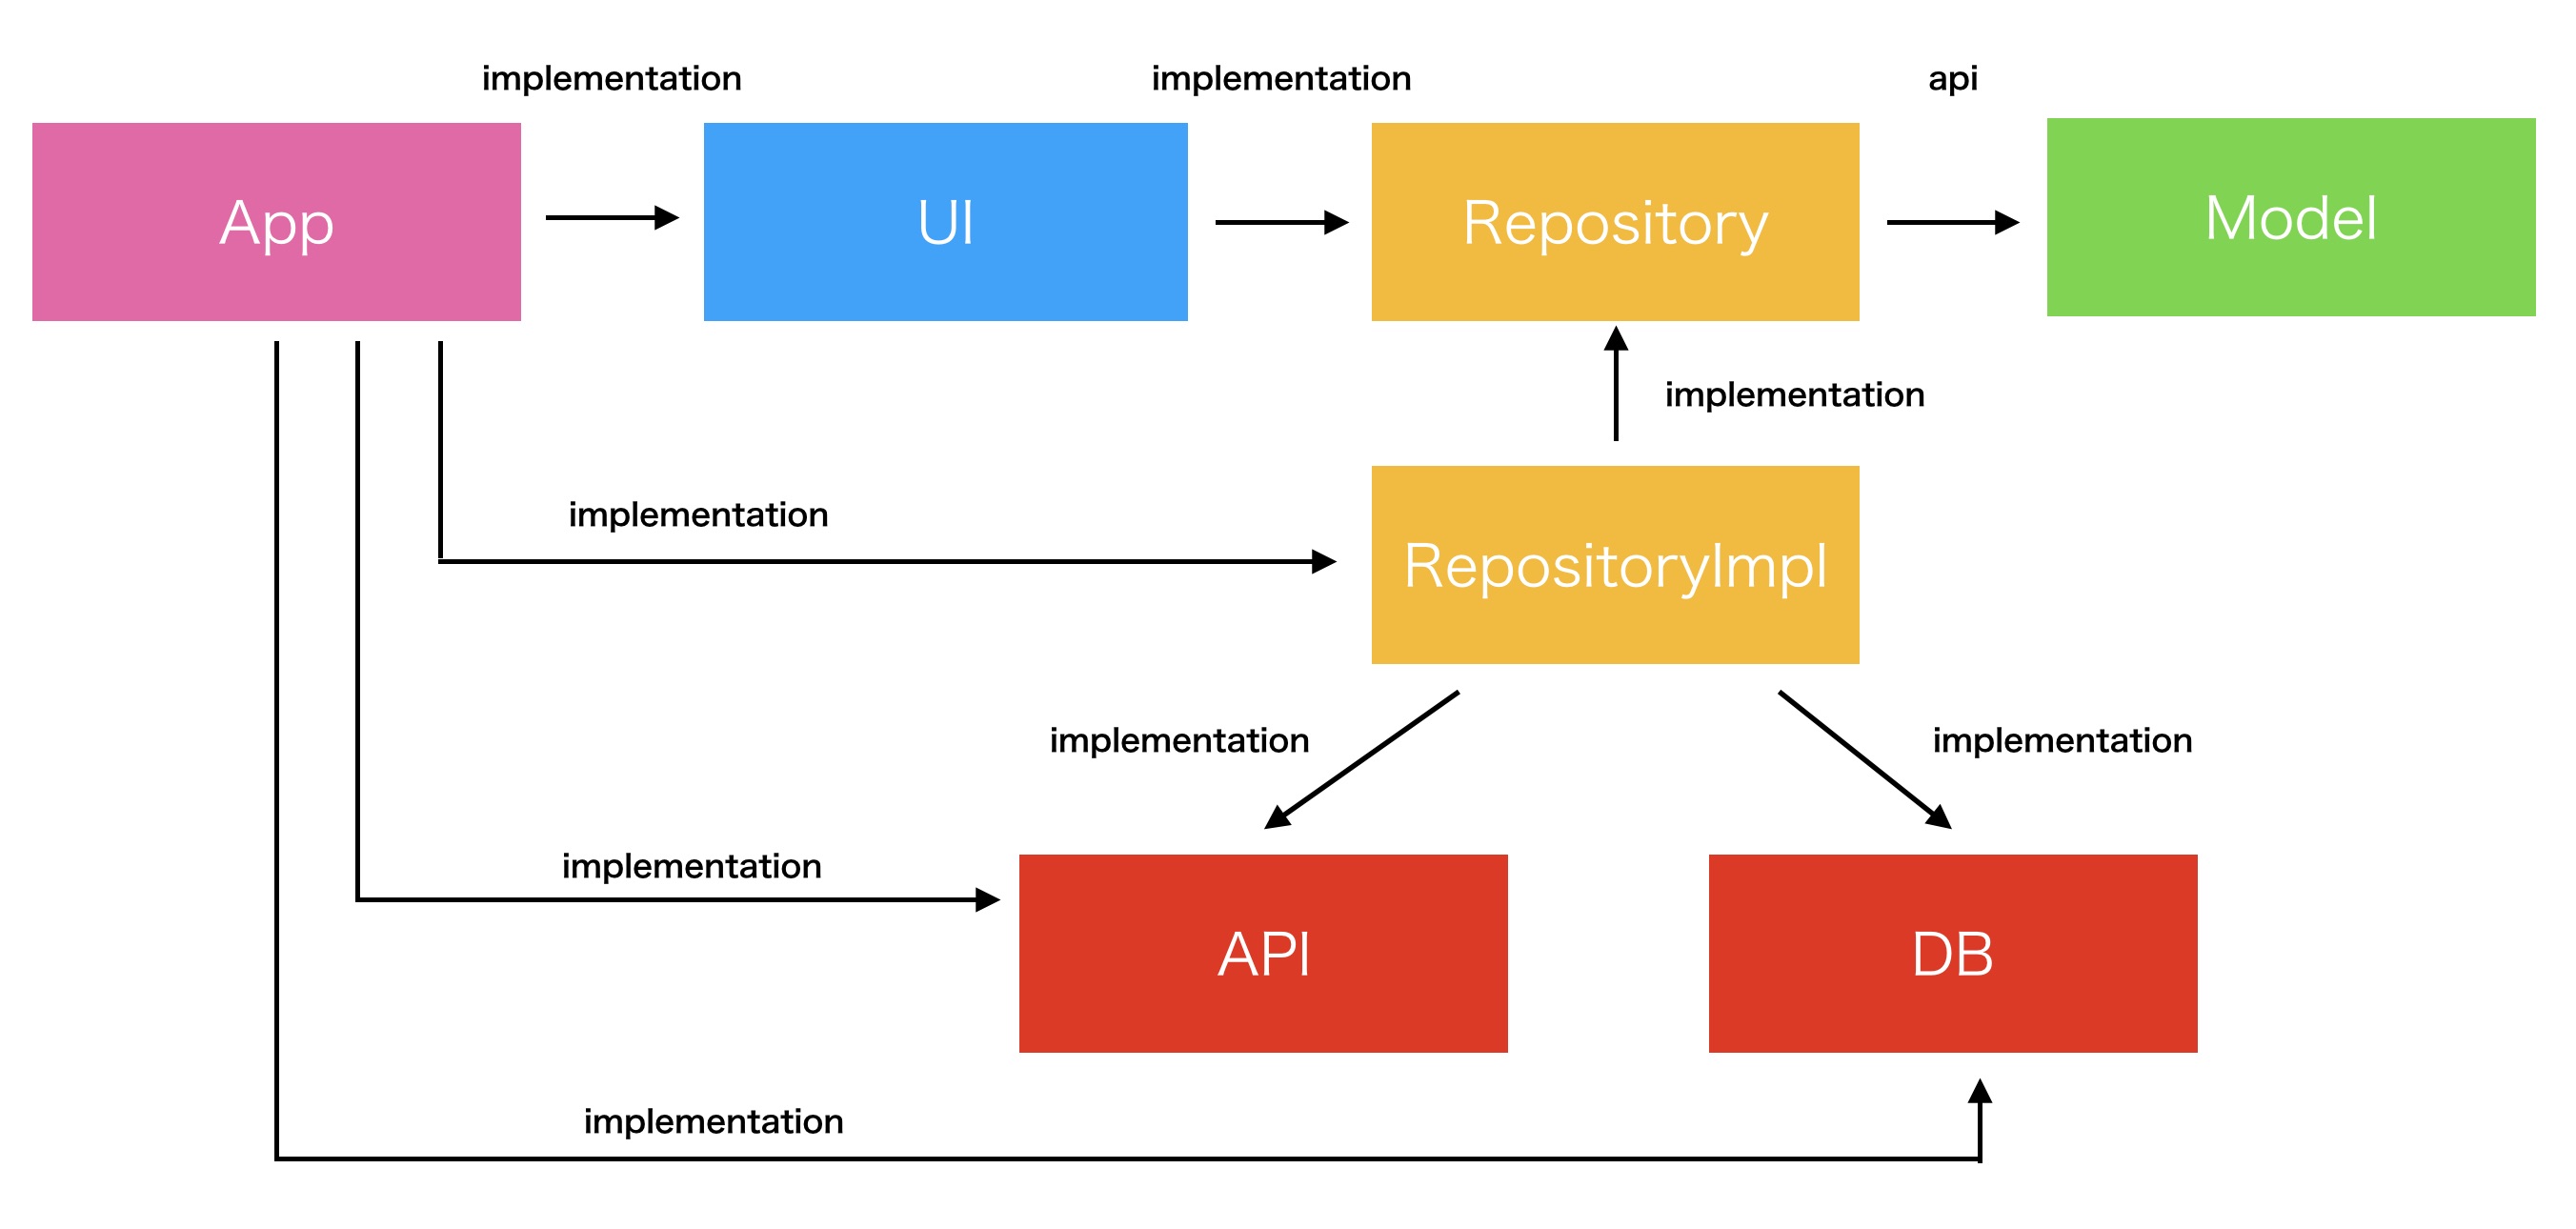 implementation
implementation
api
App
UI
Repository
Model
implementation
implementation
RepositoryImpl
implementation
implementation
implementation
API
DB
implementation